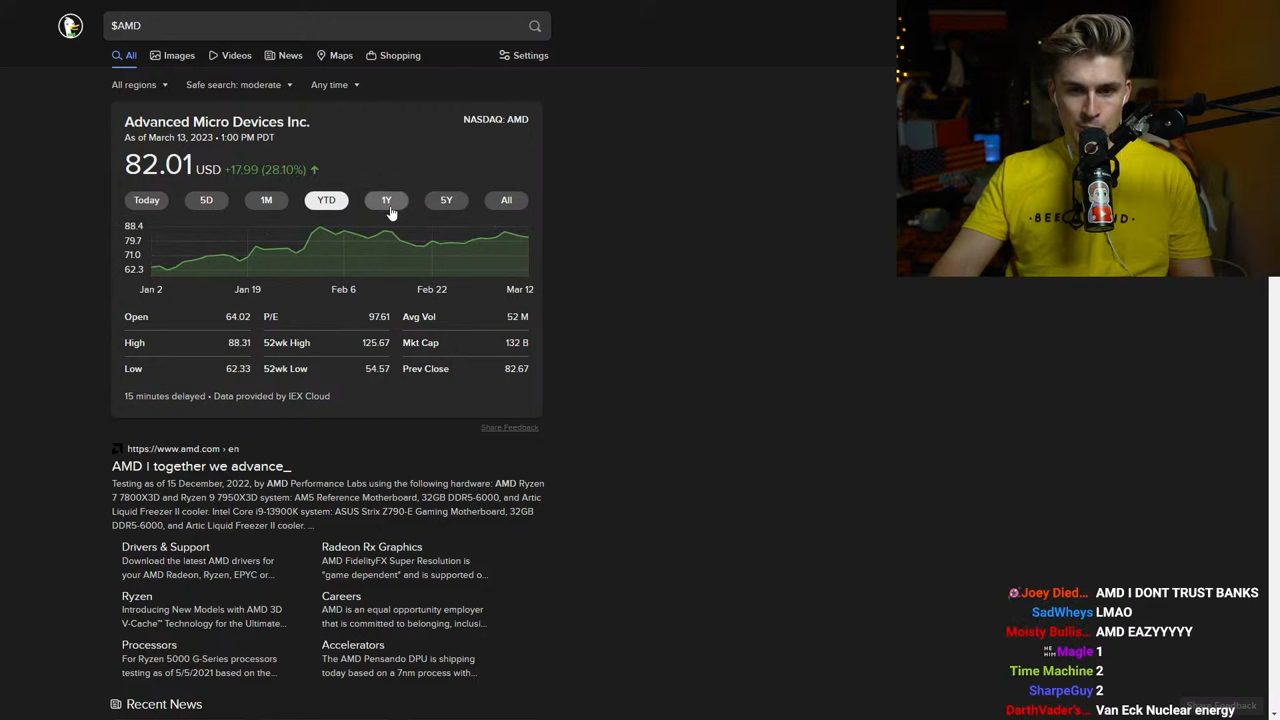 $AMD
All
Images
Videos
News
Maps
Shopping
Settings
All regions
Safe search: moderate
Any time
Advanced Micro Devices Inc.
NASDAQ: AMD
As of March 13, 2023 • 1:00 PM PDT
82.01 USD +17.99 (28.10%) ↑
Today 5D 1M YTD 1Y 5Y All
88.4
79.7
71.0
62.3
Jan 2 Jan 19 Feb 6 Feb 22 Mar 12
Open 64.02 P/E 97.61 Avg Vol 52 M
High 88.31 52wk High 125.67 Mkt Cap 132 B
Low 62.33 52wk Low 54.57 Prev Close 82.67
15 minutes delayed • Data provided by IEX Cloud
Share Feedback
https://www.amd.com › en
AMD | together we advance_
Testing as of 15 December, 2022, by AMD Performance Labs using the following hardware: AMD Ryzen
7 7800X3D and Ryzen 9 7950X3D system: AM5 Reference Motherboard, 32GB DDR5-6000, and Artic
Liquid Freezer II cooler. Intel Core i9-13900K system: ASUS Strix Z790-E Gaming Motherboard, 32GB
DDR5-6000, and Artic Liquid Freezer II cooler. ...
Drivers & Support
Download the latest AMD drivers for
your AMD Radeon, Ryzen, EPYC or...
Radeon Rx Graphics
AMD FidelityFX Super Resolution is
"game dependent" and is supported o...
Ryzen
Introducing New Models with AMD 3D
V-Cache™ Technology for the Ultimate...
Careers
AMD is an equal opportunity employer
that is committed to belonging, inclusi...
Processors
For Ryzen 5000 G-Series processors
testing as of 5/5/2021 based on the...
Accelerators
The AMD Pensando DPU is shipping
today based on a 7nm process with...
Recent News
Joey Died... AMD I DONT TRUST BANKS
SadWheys LMAO
Moisty Bullis... AMD EAZYYYYY
HE HIM Magle 1
Time Machine 2
SharpeGuy 2
Share Feedback
DarthVader's... Van Eck Nuclear energy